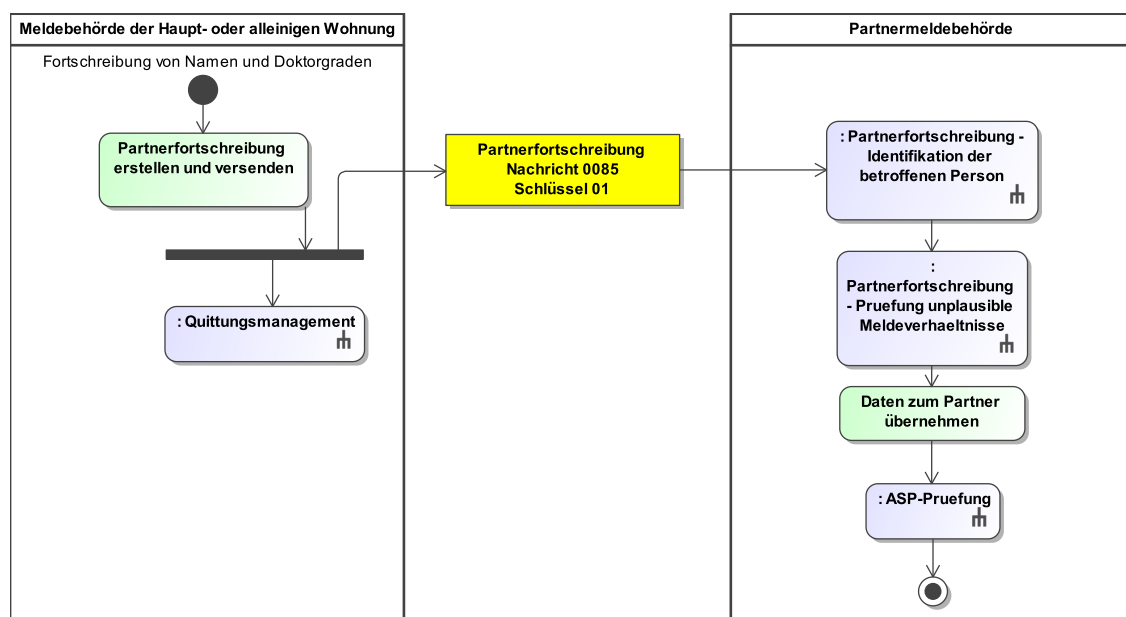 Meldebehörde der Haupt- oder alleinigen Wohnung
Fortschreibung von Namen und Doktorgraden
Partnerfortschreibung
erstellen und versenden
: Quittungsmanagement
Partnerfortschreibung
Nachricht 0085
Schlüssel 01
Partnermeldebehörde
: Partnerfortschreibung -
Identifikation der
betroffenen Person
:
Partnerfortschreibung
- Pruefung unplausible
Meldeverhaeltnisse
Daten zum Partner
übernehmen
: ASP-Pruefung